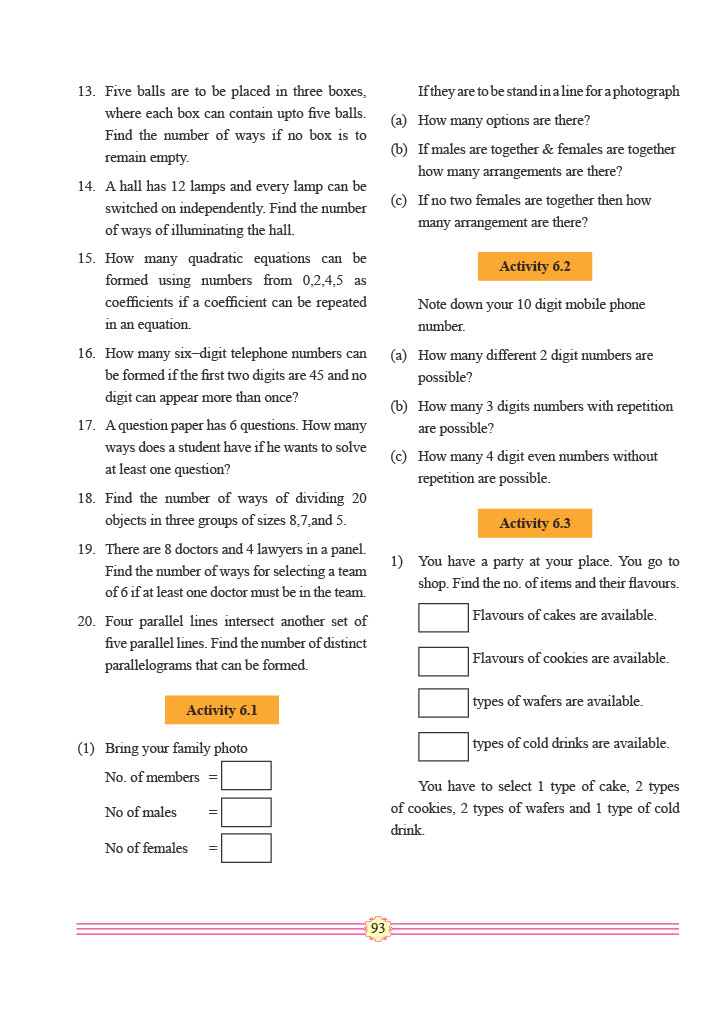 13. Five balls are to be placed in three boxes,
where each box can contain upto five balls.
Find the number of ways if no box is to
remain empty.
14. A hall has 12 lamps and every lamp can be
switched on independently. Find the number
of ways of illuminating the hall.
15. How many quadratic equations can be
formed using numbers from 0,2,4,5 as
coefficients if a coefficient can be repeated
in an equation.
16. How many six–digit telephone numbers can
be formed if the first two digits are 45 and no
digit can appear more than once?
17. A question paper has 6 questions. How many
ways does a student have if he wants to solve
at least one question?
18. Find the number of ways of dividing 20
objects in three groups of sizes 8,7,and 5.
19. There are 8 doctors and 4 lawyers in a panel.
Find the number of ways for selecting a team
of 6 if at least one doctor must be in the team.
20. Four parallel lines intersect another set of
five parallel lines. Find the number of distinct
parallelograms that can be formed.
Activity 6.1
(1) Bring your family photo
No. of members =
No of males =
No of females =
If they are to be stand in a line for a photograph
(a) How many options are there?
(b) If males are together & females are together
how many arrangements are there?
(c) If no two females are together then how
many arrangement are there?
Activity 6.2
Note down your 10 digit mobile phone
number.
(a) How many different 2 digit numbers are
possible?
(b) How many 3 digits numbers with repetition
are possible?
(c) How many 4 digit even numbers without
repetition are possible.
Activity 6.3
1) You have a party at your place. You go to
shop. Find the no. of items and their flavours.
Flavours of cakes are available.
Flavours of cookies are available.
types of wafers are available.
types of cold drinks are available.
You have to select 1 type of cake, 2 types
of cookies, 2 types of wafers and 1 type of cold
drink.
93